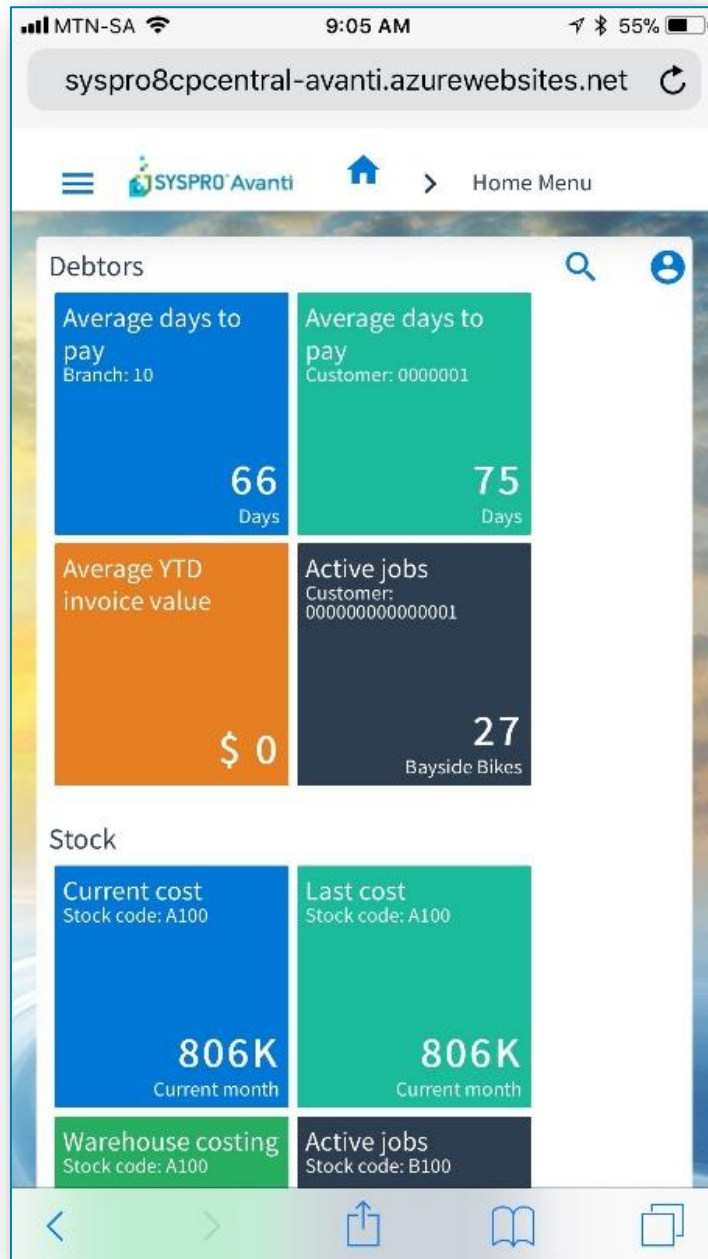 MTN-SA 9:05 AM 55%
syspro8cpcentral-avanti.azurewebsites.net
SYSPRO Avanti > Home Menu
Debtors
Average days to
pay
Branch: 10
66
Days
Average days to
pay
Customer: 0000001
75
Days
Average YTD
invoice value
$ 0
Active jobs
Customer:
000000000000001
27
Bayside Bikes
Stock
Current cost
Stock code: A100
806K
Current month
Last cost
Stock code: A100
806K
Current month
Warehouse costing
Stock code: A100
Active jobs
Stock code: B100